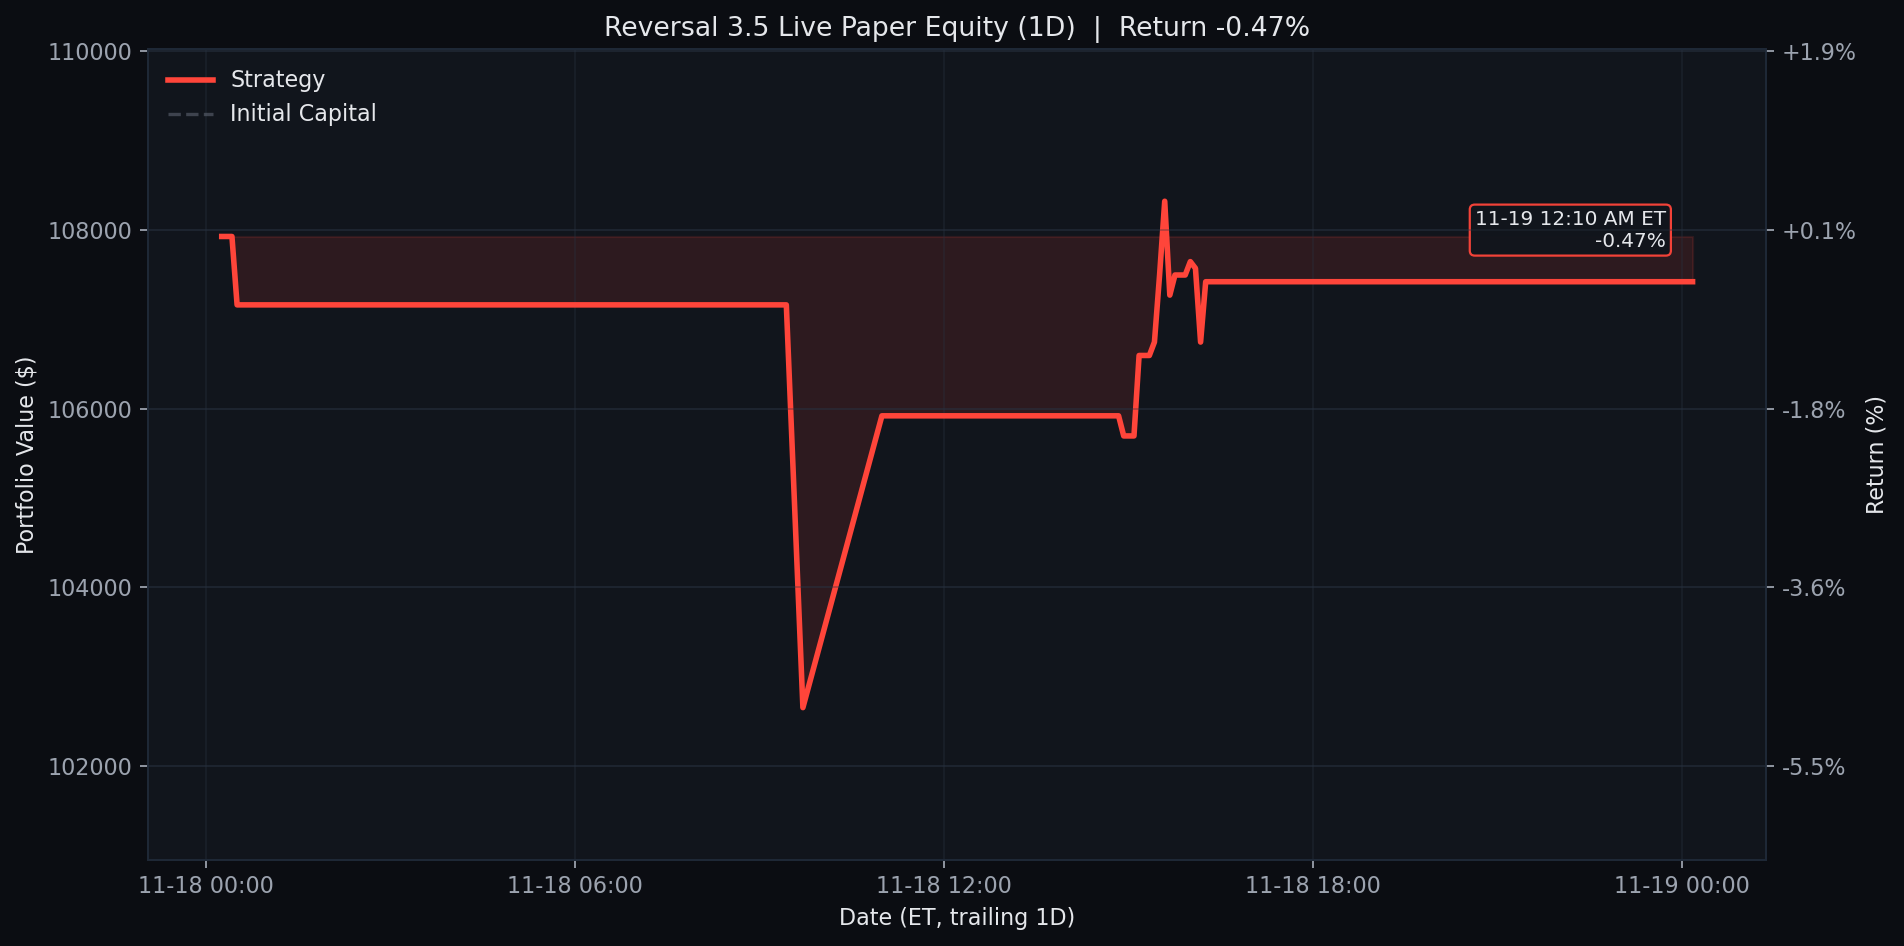 Reversal 3.5 Live Paper Equity (1D)  |  Return -0.47%
Strategy
Initial Capital
110000
108000
106000
104000
102000
Portfolio Value ($)
+1.9%
+0.1%
-1.8%
-3.6%
-5.5%
Return (%)
11-19 12:10 AM ET
-0.47%
11-18 00:00
11-18 06:00
11-18 12:00
11-18 18:00
11-19 00:00
Date (ET, trailing 1D)